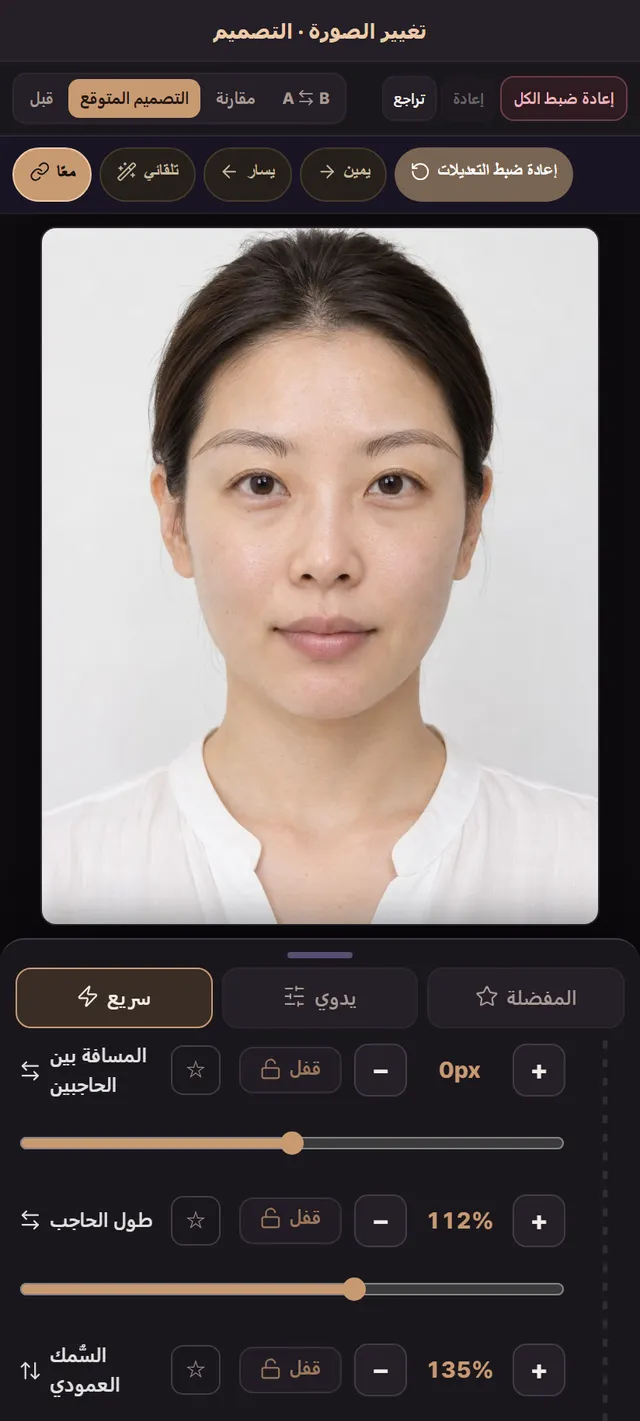 تغيير الصورة · التصميم
إعادة ضبط الكل
إعادة
تراجع
A ⇆ B
مقارنة
التصميم المتوقع
قبل
إعادة ضبط التعديلات
يمين →
يسار ←
تلقائي
معًا
المفضلة ☆
يدوي
سريع
المسافة بين
الحاجبين
☆
قفل
− 0px +
طول الحاجب
☆
قفل
− 112% +
السُّمك
العمودي
☆
قفل
− 135% +